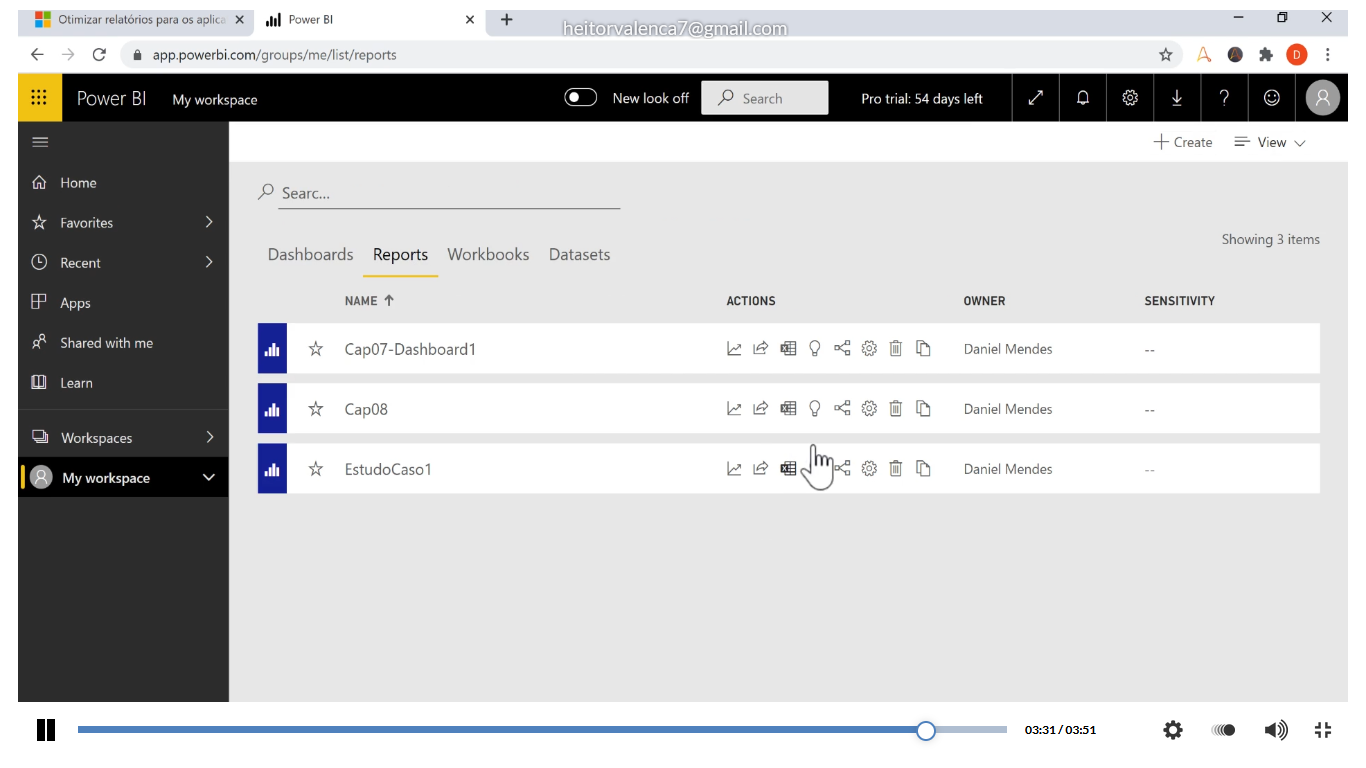 Otimizar relatórios para os aplica
Power BI
heitorvalenca7@gmail.com
app.powerbi.com/groups/me/list/reports
D
Power BI My workspace
New look off
Search
Pro trial: 54 days left
Create
View
Home
Favorites
Recent
Apps
Shared with me
Learn
Workspaces
My workspace
Searc...
Showing 3 items
Dashboards Reports Workbooks Datasets
NAME ACTIONS OWNER SENSITIVITY
Cap07-Dashboard1 Daniel Mendes --
Cap08 Daniel Mendes --
EstudoCaso1 Daniel Mendes --
03:31 / 03:51